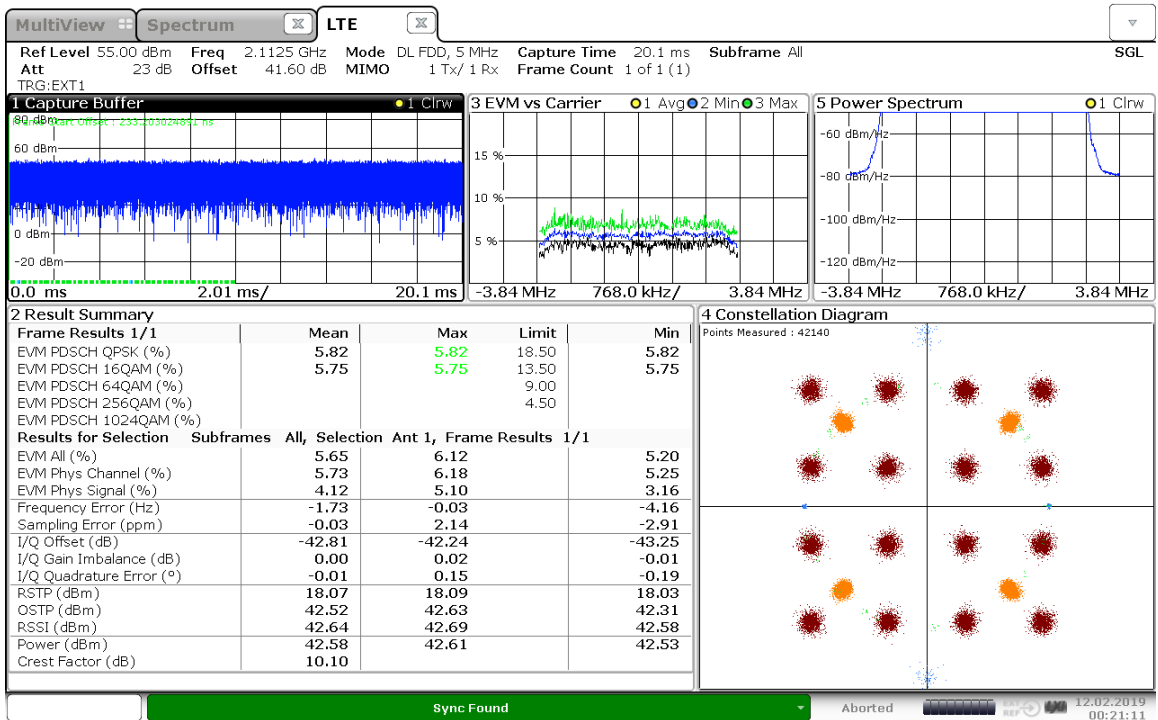 MultiView Spectrum LTE
Ref Level 55.00 dBm Freq 2.1125 GHz Mode DL FDD, 5 MHz Capture Time 20.1 ms Subframe All SGL
Att 23 dB Offset 41.60 dB MIMO 1 Tx/ 1 Rx Frame Count 1 of 1 (1)
TRG:EXT1
1 Capture Buffer 1 Clrw
80 dBm
Frame Start Offset : 233.203024691 ns
60 dBm
0 dBm
-20 dBm
0.0 ms 2.01 ms/ 20.1 ms
3 EVM vs Carrier 1 Avg 2 Min 3 Max
15 %
10 %
5 %
-3.84 MHz 768.0 kHz/ 3.84 MHz
5 Power Spectrum 1 Clrw
-60 dBm/Hz
-80 dBm/Hz
-100 dBm/Hz
-120 dBm/Hz
-3.84 MHz 768.0 kHz/ 3.84 MHz
2 Result Summary
Frame Results 1/1 Mean Max Limit Min
EVM PDSCH QPSK (%) 5.82 5.82 18.50 5.82
EVM PDSCH 16QAM (%) 5.75 5.75 13.50 5.75
EVM PDSCH 64QAM (%) 9.00
EVM PDSCH 256QAM (%) 4.50
EVM PDSCH 1024QAM (%)
Results for Selection Subframes All, Selection Ant 1, Frame Results 1/1
EVM All (%) 5.65 6.12 5.20
EVM Phys Channel (%) 5.73 6.18 5.25
EVM Phys Signal (%) 4.12 5.10 3.16
Frequency Error (Hz) -1.73 -0.03 -4.16
Sampling Error (ppm) -0.03 2.14 -2.91
I/Q Offset (dB) -42.81 -42.24 -43.25
I/Q Gain Imbalance (dB) 0.00 0.02 -0.01
I/Q Quadrature Error (°) -0.01 0.15 -0.19
RSTP (dBm) 18.07 18.09 18.03
OSTP (dBm) 42.52 42.63 42.31
RSSI (dBm) 42.64 42.69 42.58
Power (dBm) 42.58 42.61 42.53
Crest Factor (dB) 10.10
4 Constellation Diagram
Points Measured : 42140
Sync Found Aborted 12.02.2019
00:21:11